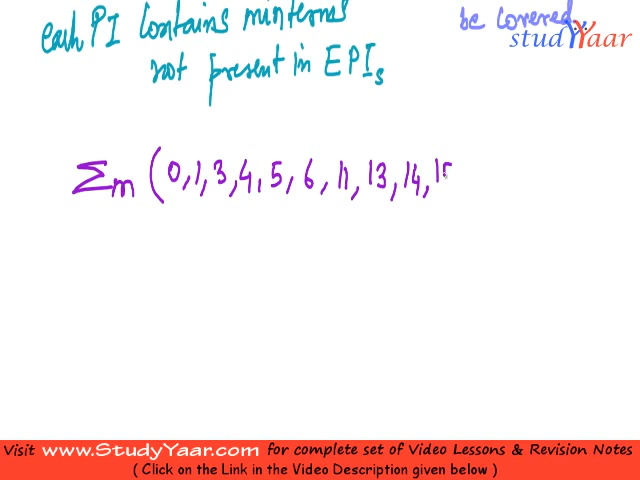 each PI Contains minterms
be covered
studYYaar
not present in EPIs
Σm (0,1,3,4,5,6,11,13,14,15
Visit www.StudyYaar.com for complete set of Video Lessons & Revision Notes
( Click on the Link in the Video Description given below )